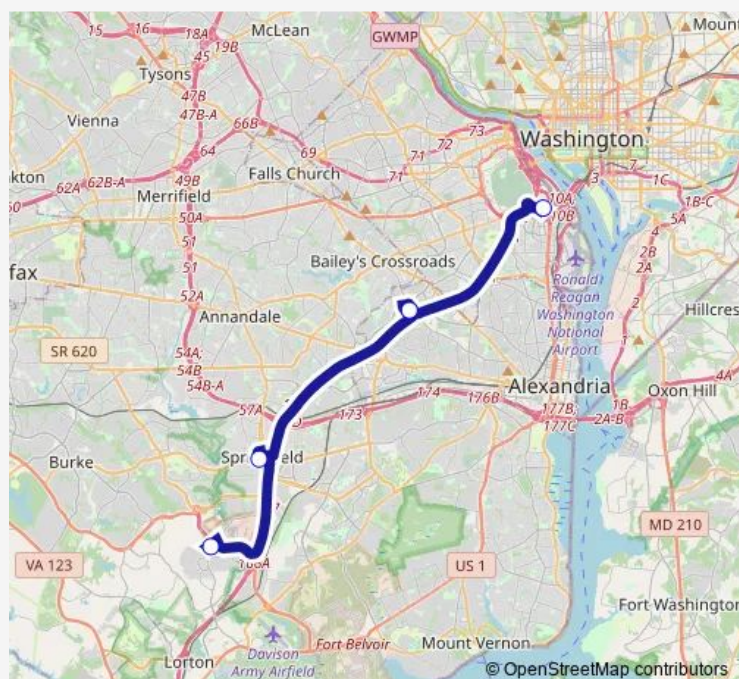 McLean
GWMP
15
16
18A
19B
45
Tysons
47B
47B-A
Vienna
66B
64
69
71
72
73
Washington
Falls Church
71
62A
62B-A
49B
Merrifield
50A
10A
10B
3
7
1C
1B-C
5A
4
2B
2A
51
51
Bailey's Crossroads
Ronald
Reagan
Washington
National
Airport
fax
52A
Annandale
SR 620
54A;
54B
54B-A
2
1
Hillcres
Alexandria
4A
174
176B
57A
173
177B;
177C
1B
2A-B
Oxon Hill
Burke
MD 210
VA 123
US 1
Fort Washington
Davison
Army Airfield
Fort Belvoir
Mount Vernon
Lorton
© OpenStreetMap contributors